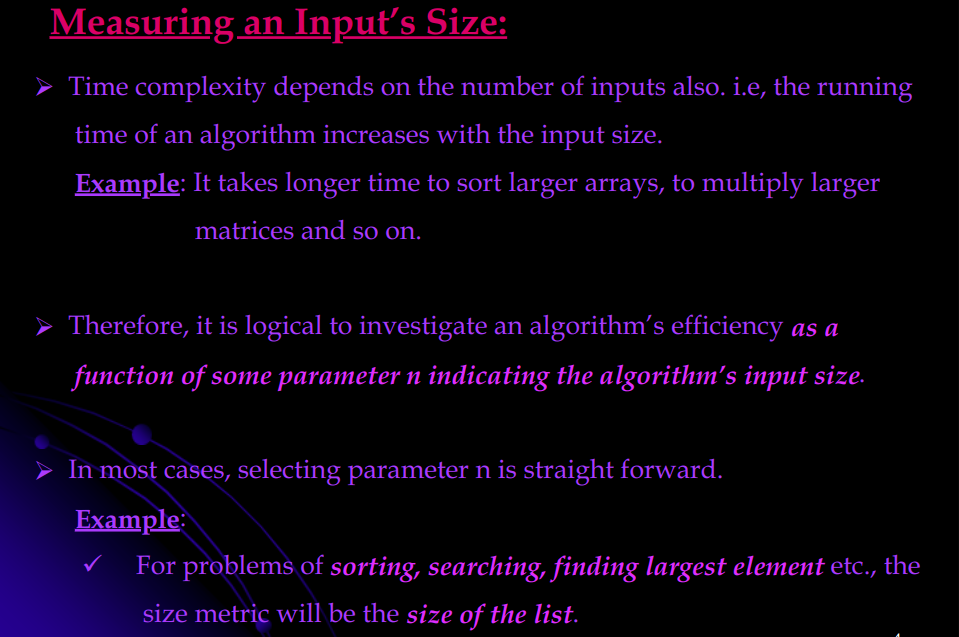 Measuring an Input’s Size:
➢ Time complexity depends on the number of inputs also. i.e, the running
time of an algorithm increases with the input size.
Example: It takes longer time to sort larger arrays, to multiply larger
matrices and so on.
➢ Therefore, it is logical to investigate an algorithm’s efficiency as a
function of some parameter n indicating the algorithm’s input size.
➢ In most cases, selecting parameter n is straight forward.
Example:
✓ For problems of sorting, searching, finding largest element etc., the
size metric will be the size of the list.